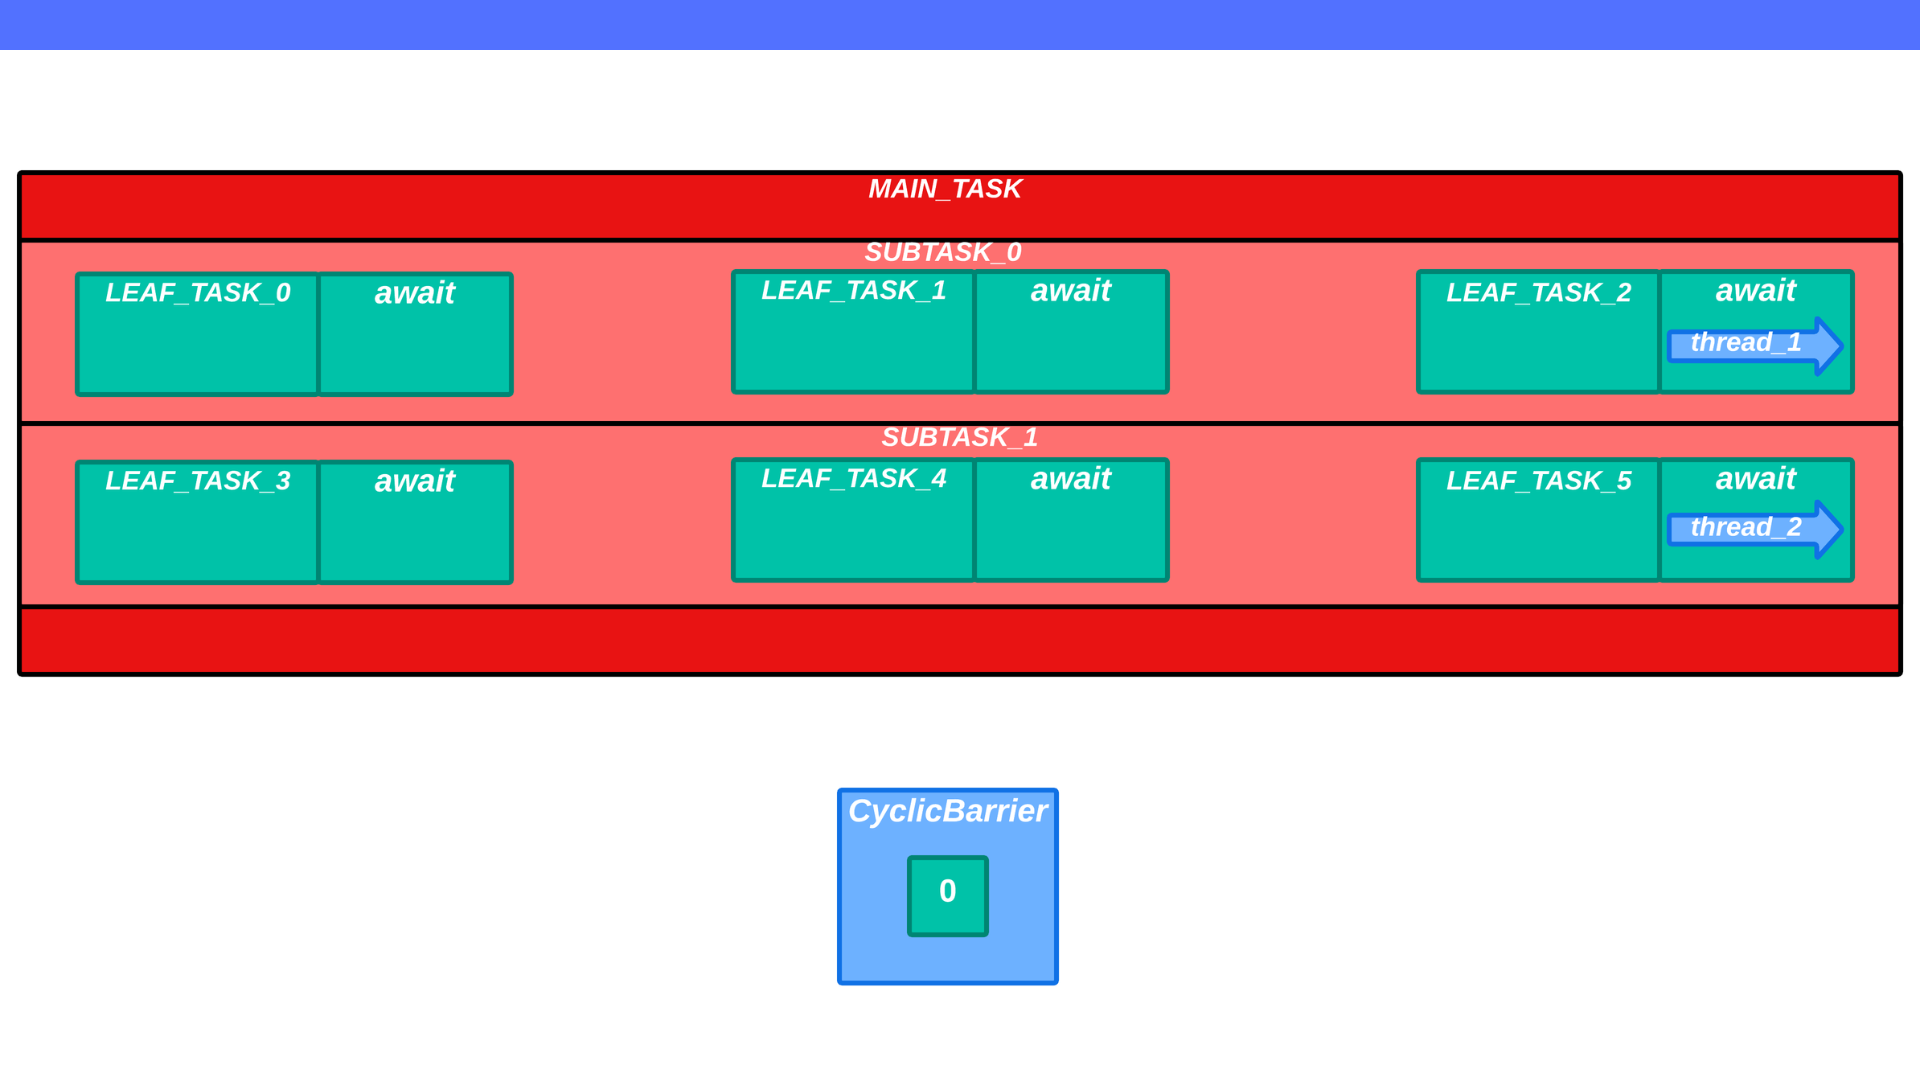 MAIN_TASK
SUBTASK_0
LEAF_TASK_0 await
LEAF_TASK_1 await
LEAF_TASK_2 await
thread_1
SUBTASK_1
LEAF_TASK_3 await
LEAF_TASK_4 await
LEAF_TASK_5 await
thread_2
CyclicBarrier
0